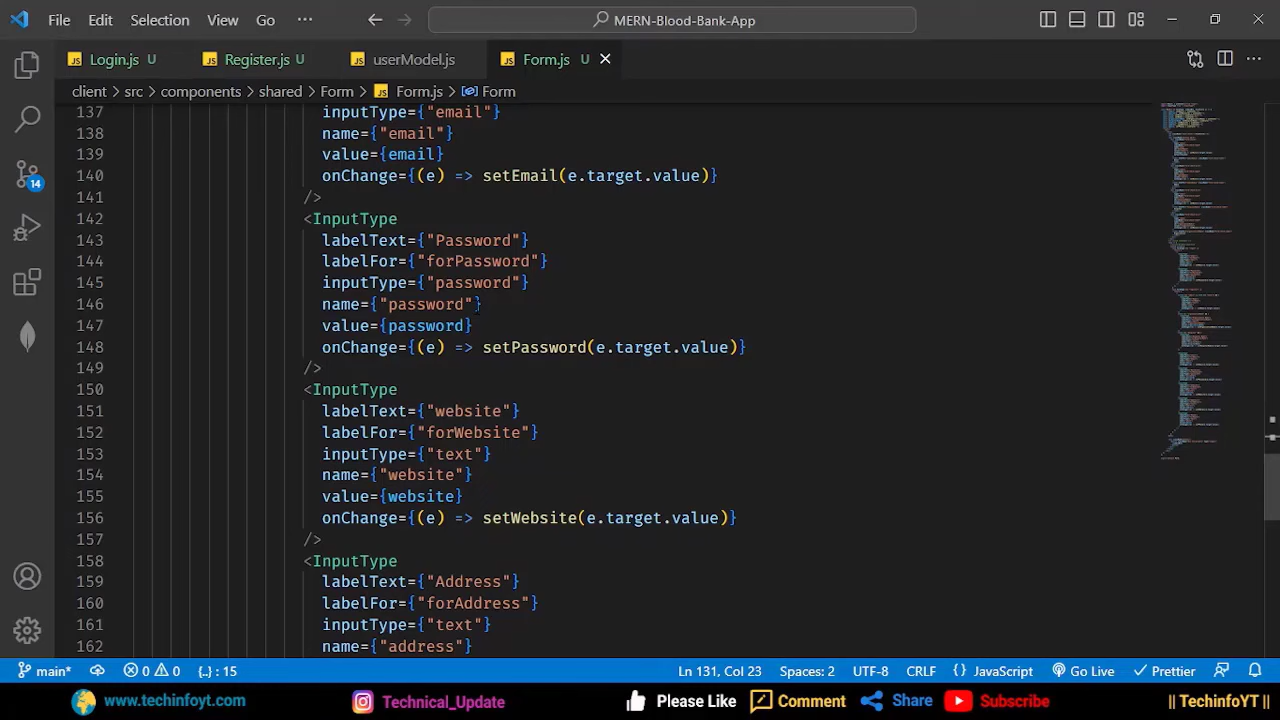 File Edit Selection View Go ··· MERN-Blood-Bank-App
Login.js U Register.js U userModel.js Form.js U
client > src > components > shared > Form > JS Form.js > Form
137 inputType={"email"}
138 name={"email"}
139 value={email}
140 onChange={(e) => setEmail(e.target.value)}
141 />
142 <InputType
143 labelText={"Password"}
144 labelFor={"forPassword"}
145 inputType={"password"}
146 name={"password"}
147 value={password}
148 onChange={(e) => setPassword(e.target.value)}
149 />
150 <InputType
151 labelText={"website"}
152 labelFor={"forWebsite"}
153 inputType={"text"}
154 name={"website"}
155 value={website}
156 onChange={(e) => setWebsite(e.target.value)}
157 />
158 <InputType
159 labelText={"Address"}
160 labelFor={"forAddress"}
161 inputType={"text"}
162 name={"address"}
14
main* 0 0 {..} : 15 Ln 131, Col 23 Spaces: 2 UTF-8 CRLF {} JavaScript Go Live Prettier
www.techinfoyt.com Technical_Update Please Like Comment Share Subscribe || TechinfoYT ||